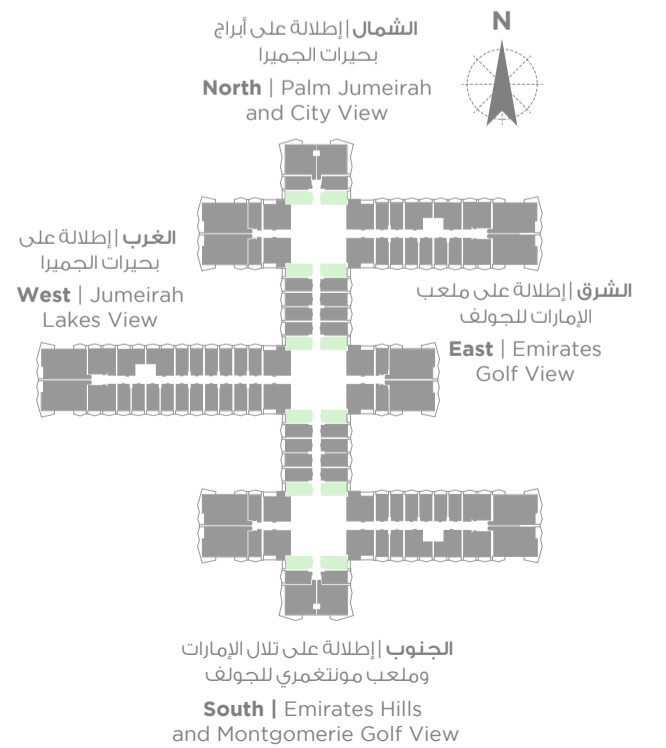 الشمال | إطلالة على أبراج
بحيرات الجميرا
North | Palm Jumeirah
and City View
N
الغرب | إطلالة على
بحيرات الجميرا
West | Jumeirah
Lakes View
الشرق | إطلالة على ملعب
الإمارات للجولف
East | Emirates
Golf View
الجنوب | إطلالة على تلال الإمارات
وملعب مونتغمري للجولف
South | Emirates Hills
and Montgomerie Golf View